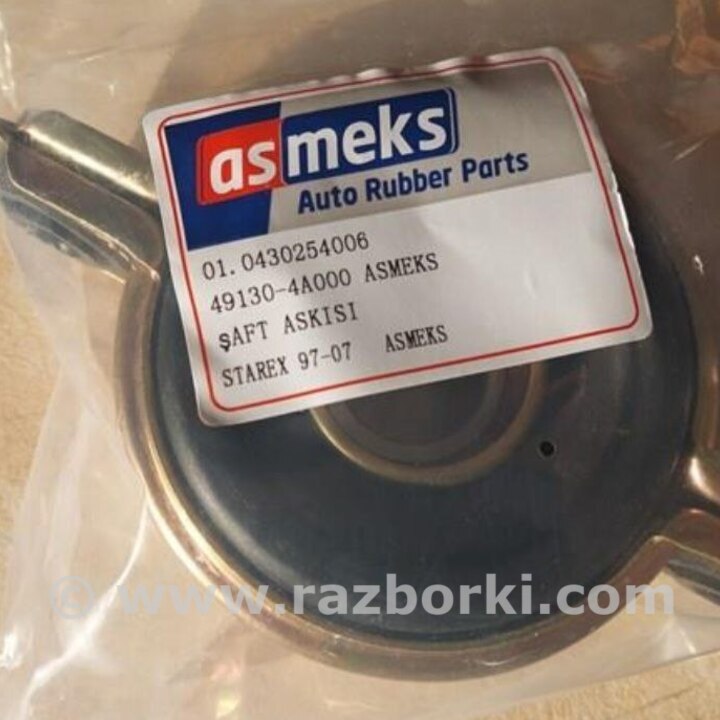 asmeks
Auto Rubber Parts
01.0430254006
49130-4A000 ASMEKS
ŞAFT ASKISI
STAREX 97-07 ASMEKS
© www.razborki.com